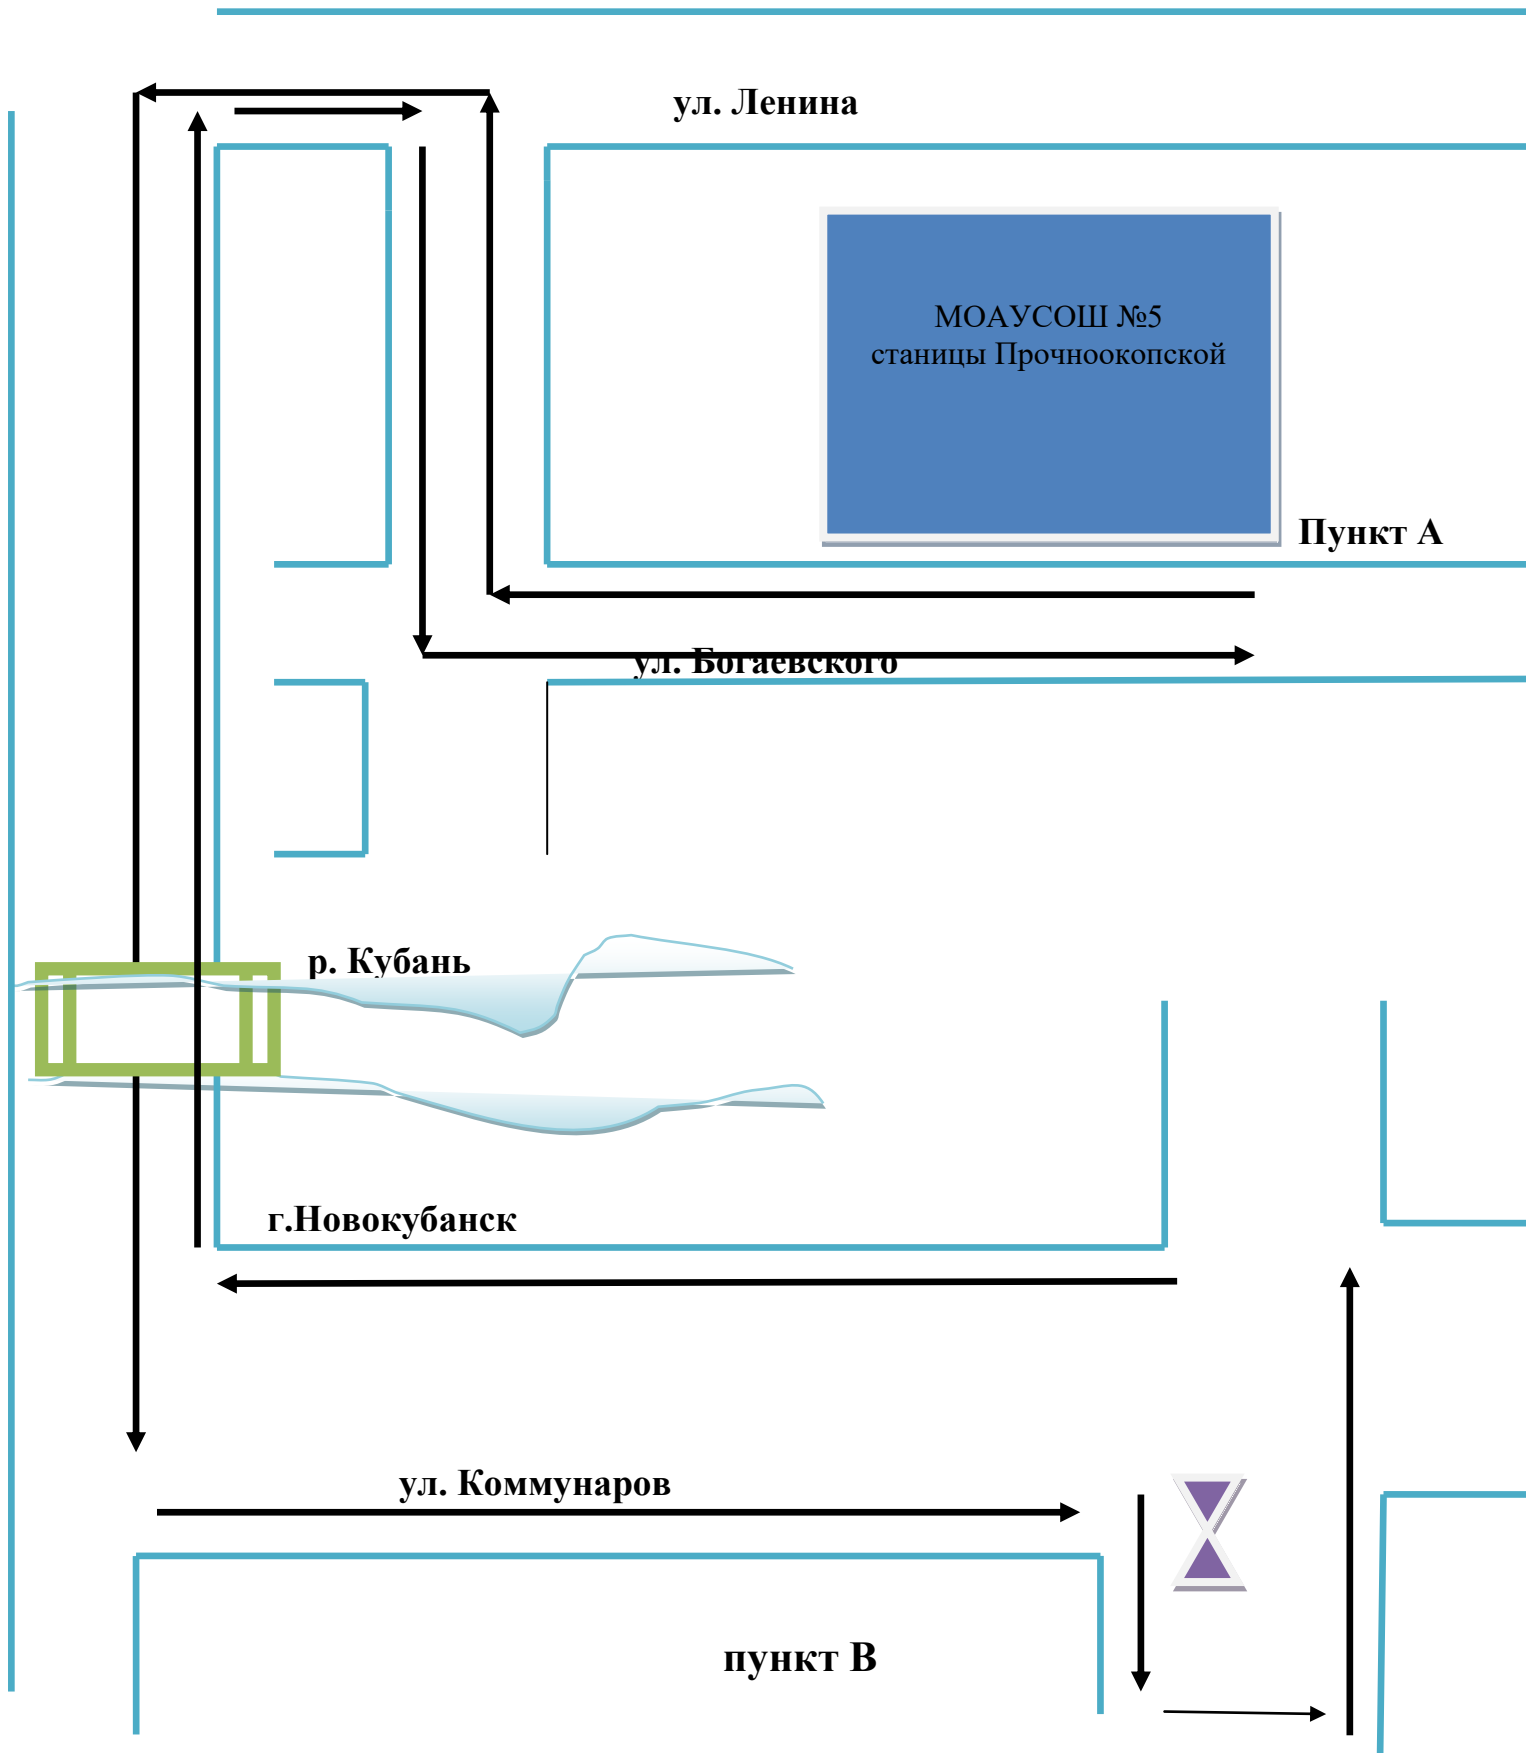 ул. Ленина
МОАУСОШ №5
станицы Прочноокопской
Пункт А
ул. Богаевского
р. Кубань
г.Новокубанск
ул. Коммунаров
пункт В